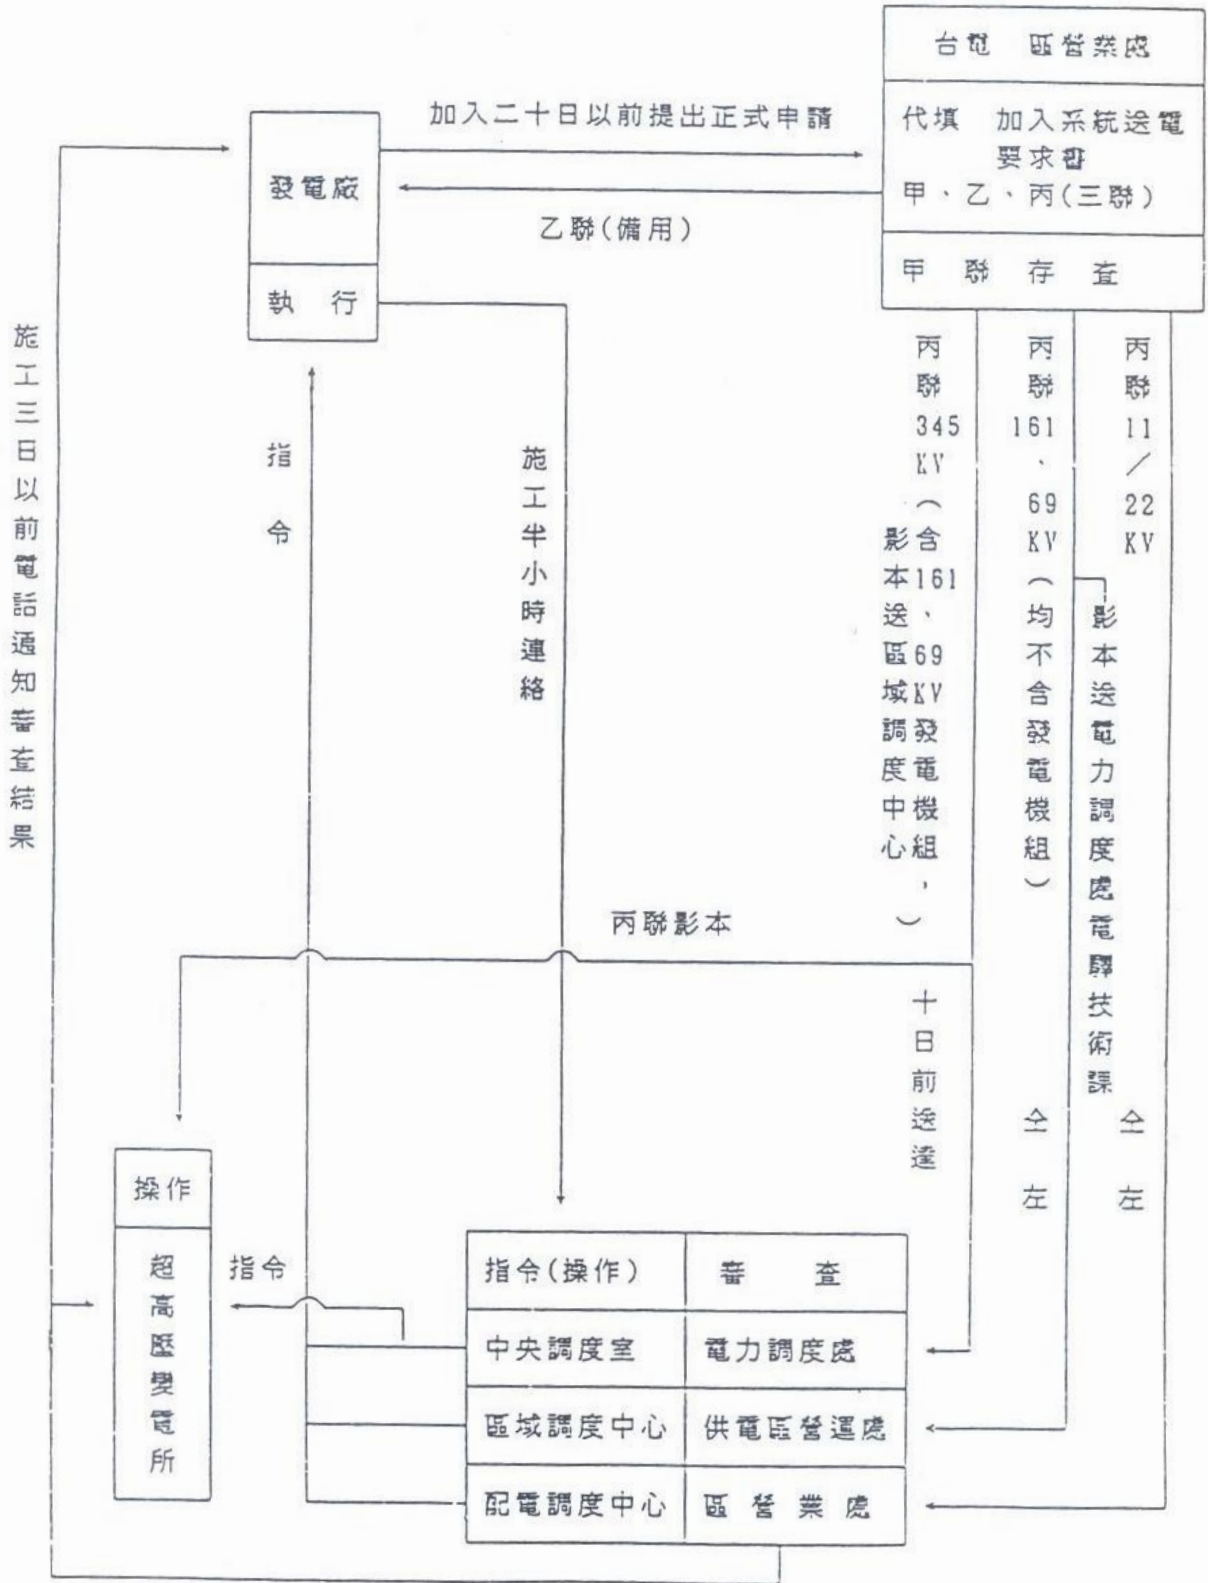 台電　區營業處
代填　加入系統送電
要求書
甲、乙、丙(三聯)
甲聯存查
加入二十日以前提出正式申請
發電廠
乙聯(備用)
執行
施工三日以前電話通知審查結果
指令
施工半小時連絡
丙聯345KV（含161、69KV發電機組，
影本送區域調度中心）
丙聯161、69KV（均不含發電機組）
丙聯11／22KV
影本送電力調度處電驛技術課
丙聯影本
十日前送達
仝左
仝左
操作
超高壓變電所
指令
指令(操作)　審查
中央調度室　電力調度處
區域調度中心　供電區營運處
配電調度中心　區營業處